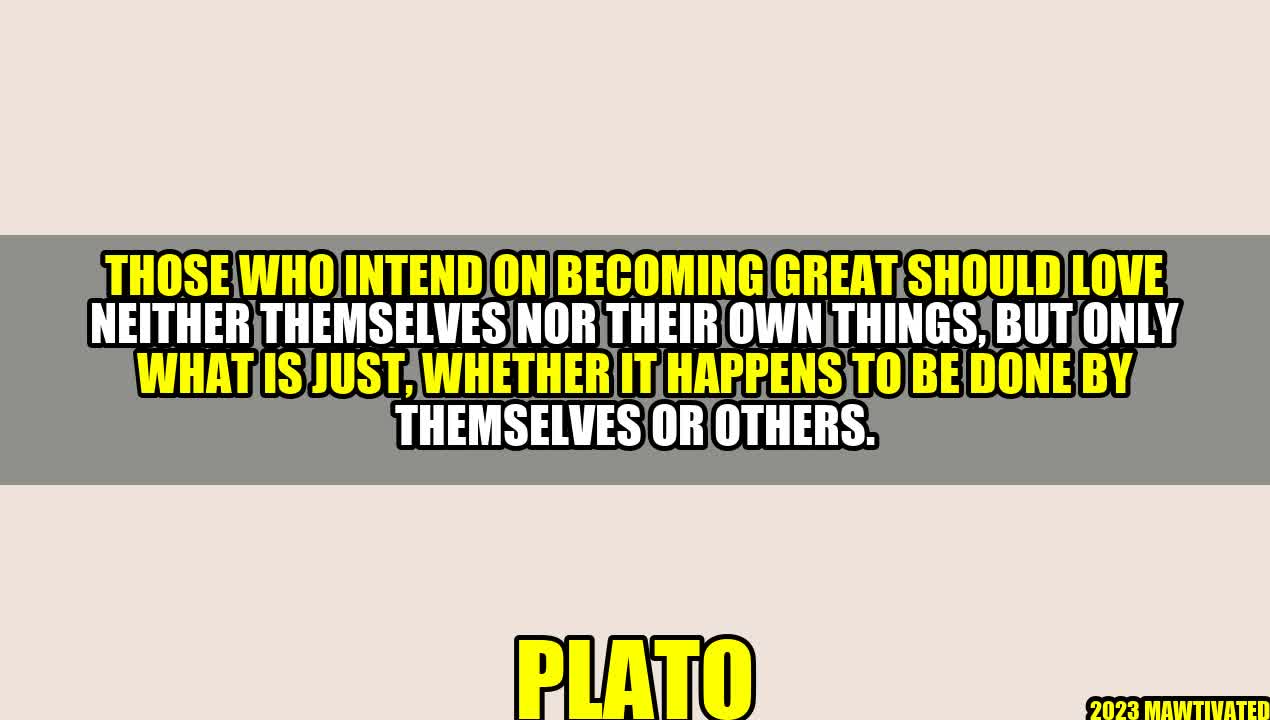 THOSE WHO INTEND ON BECOMING GREAT SHOULD LOVE
NEITHER THEMSELVES NOR THEIR OWN THINGS, BUT ONLY
WHAT IS JUST, WHETHER IT HAPPENS TO BE DONE BY
THEMSELVES OR OTHERS.
PLATO
2023 MAWTIVATED